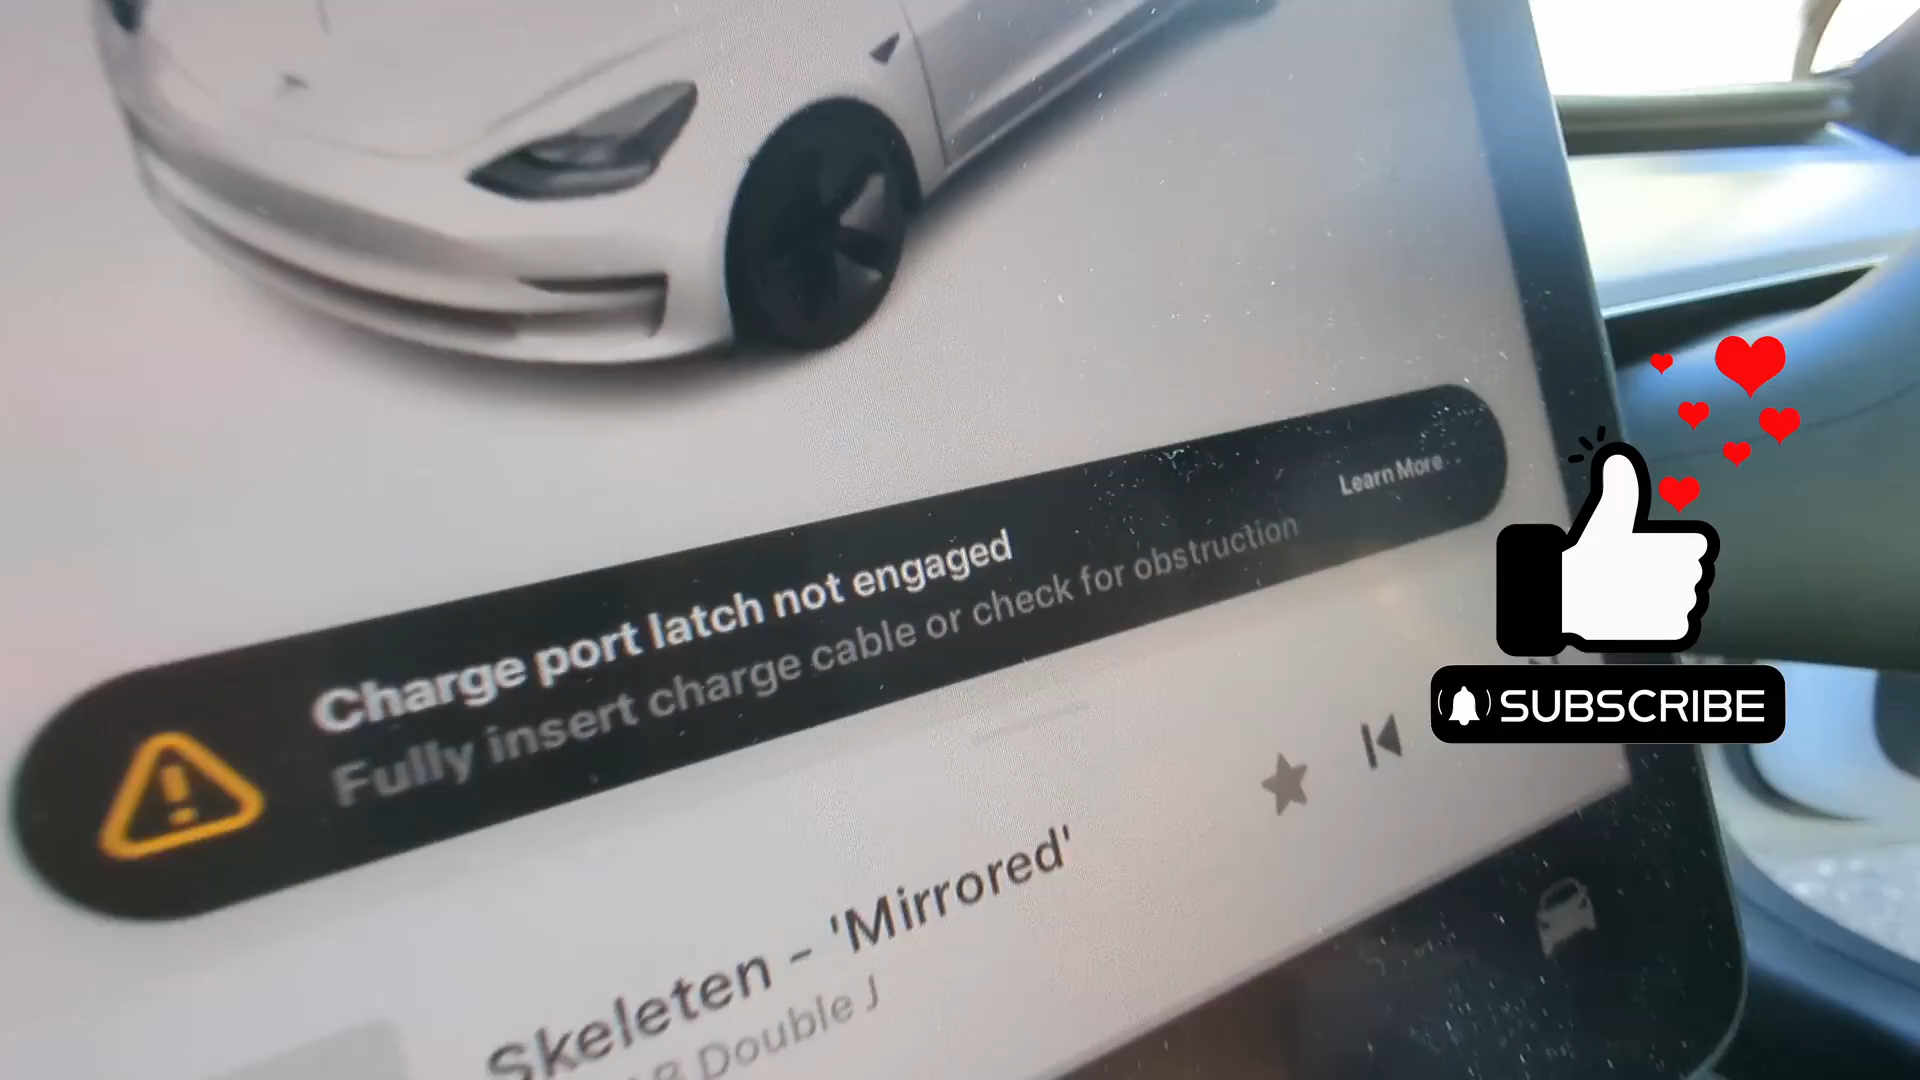 Charge port latch not engaged
Fully insert charge cable or check for obstruction
Learn More
SUBSCRIBE
Skeleten - 'Mirrored'
Double J